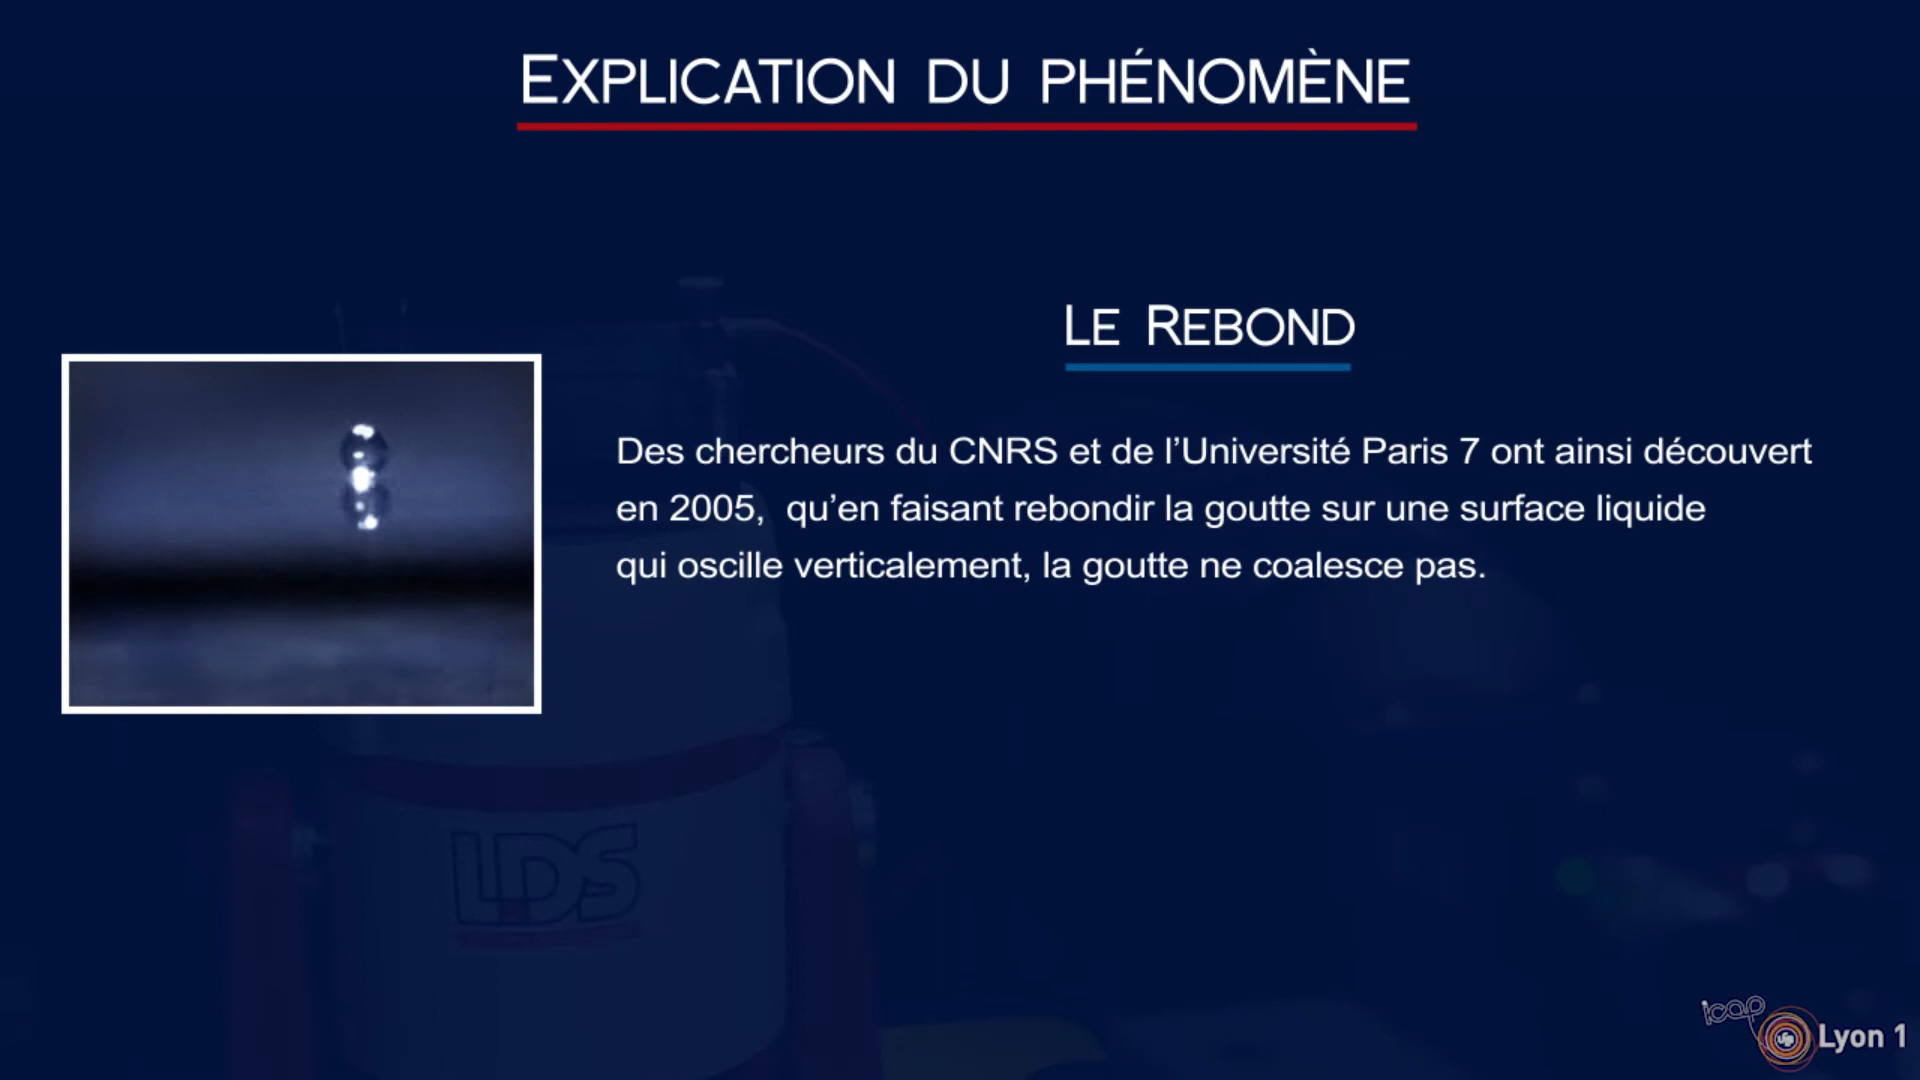 Explication du phénomène
Le Rebond
Des chercheurs du CNRS et de l’Université Paris 7 ont ainsi découvert
en 2005,  qu’en faisant rebondir la goutte sur une surface liquide
qui oscille verticalement, la goutte ne coalesce pas.
LDS
icap
Lyon 1